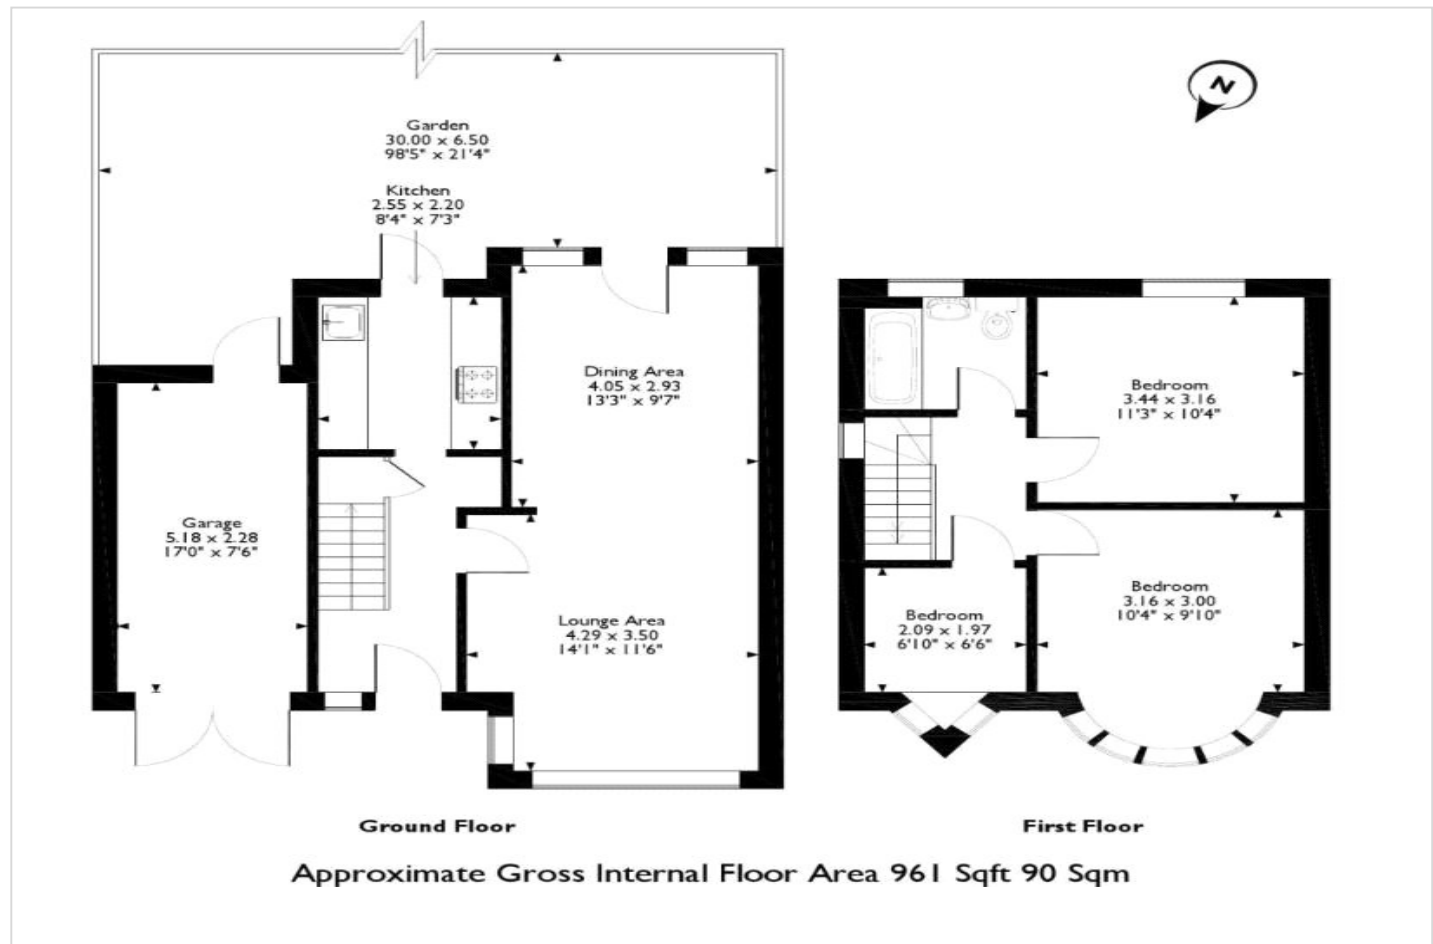 N
Garden
30.00 x 6.50
98'5" x 21'4"
Kitchen
2.55 x 2.20
8'4" x 7'3"
Dining Area
4.05 x 2.93
13'3" x 9'7"
Garage
5.18 x 2.28
17'0" x 7'6"
Lounge Area
4.29 x 3.50
14'1" x 11'6"
Bedroom
3.44 x 3.16
11'3" x 10'4"
Bedroom
3.16 x 3.00
10'4" x 9'10"
Bedroom
2.09 x 1.97
6'10" x 6'6"
Ground Floor
First Floor
Approximate Gross Internal Floor Area 961 Sqft 90 Sqm